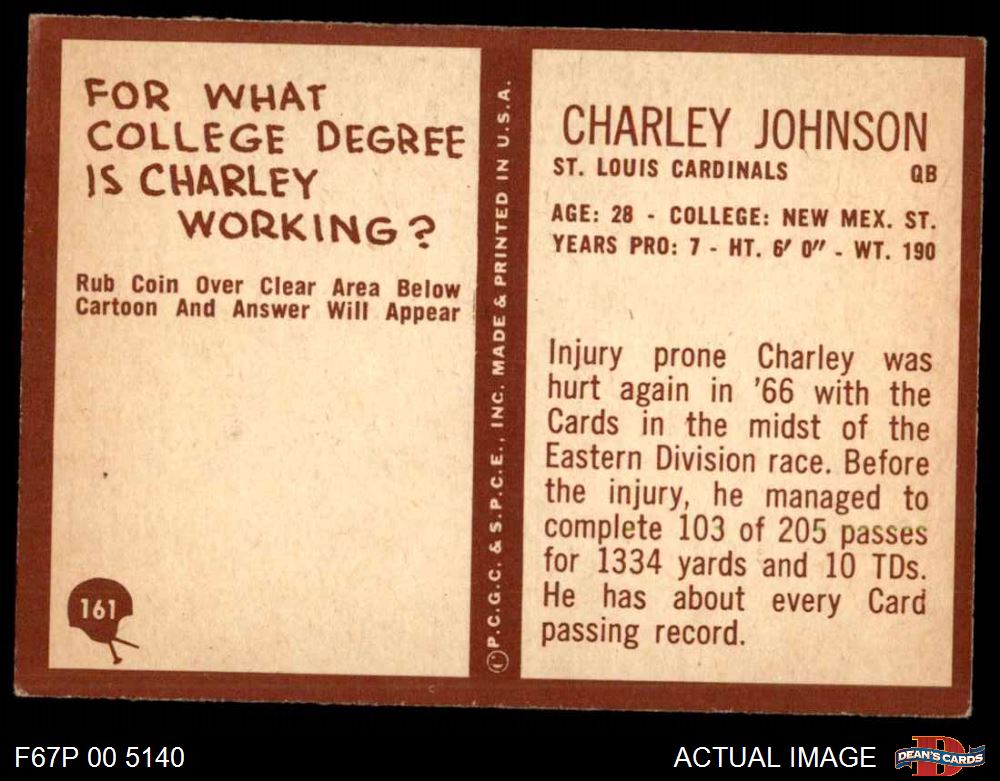 FOR WHAT
COLLEGE DEGREE
IS CHARLEY
WORKING?
Rub Coin Over Clear Area Below
Cartoon And Answer Will Appear
161
©P.C.G.C. & S.P.C.E., INC. MADE & PRINTED IN U.S.A.
CHARLEY JOHNSON
ST. LOUIS CARDINALS QB
AGE: 28 - COLLEGE: NEW MEX. ST.
YEARS PRO: 7 - HT. 6' 0" - WT. 190
Injury prone Charley was
hurt again in '66 with the
Cards in the midst of the
Eastern Division race. Before
the injury, he managed to
complete 103 of 205 passes
for 1334 yards and 10 TDs.
He has about every Card
passing record.
F67P 00 5140
ACTUAL IMAGE
D
DEAN'S CARDS